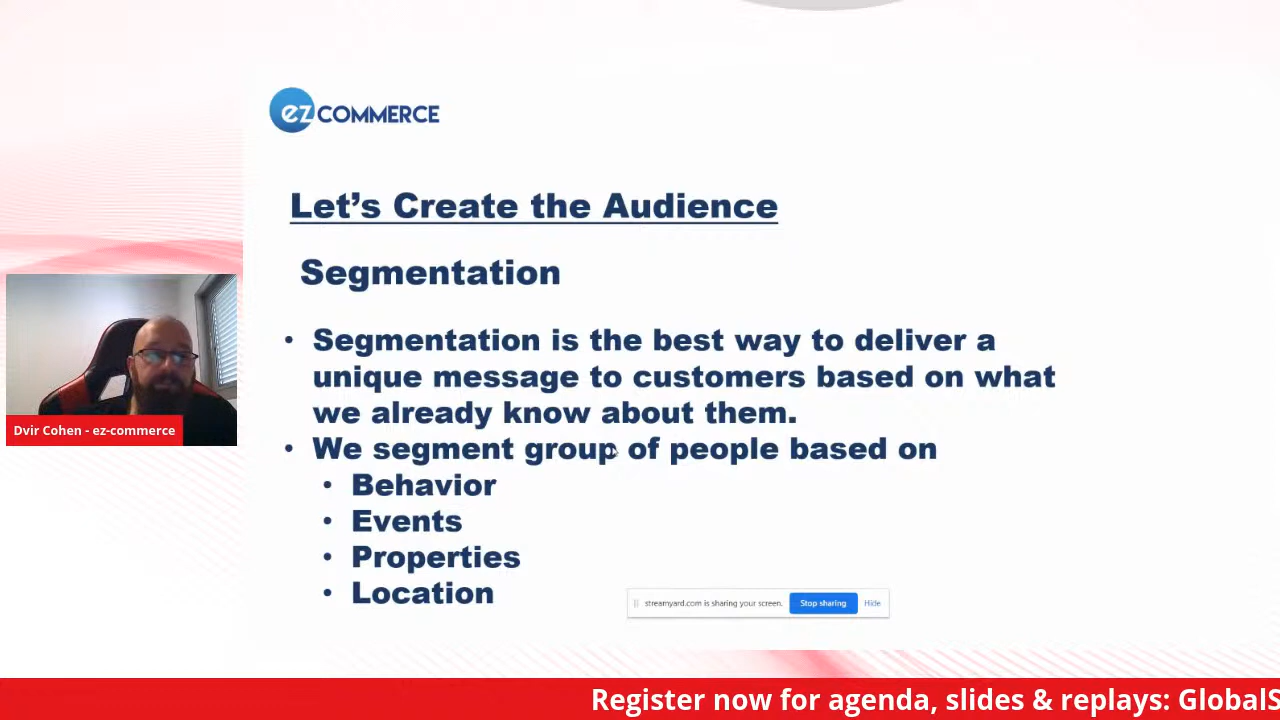 ez COMMERCE
Let's Create the Audience
Segmentation
• Segmentation is the best way to deliver a
unique message to customers based on what
we already know about them.
• We segment group of people based on
• Behavior
• Events
• Properties
• Location
Dvir Cohen - ez-commerce
streamyard.com is sharing your screen. Stop sharing Hide
Register now for agenda, slides & replays: GlobalS